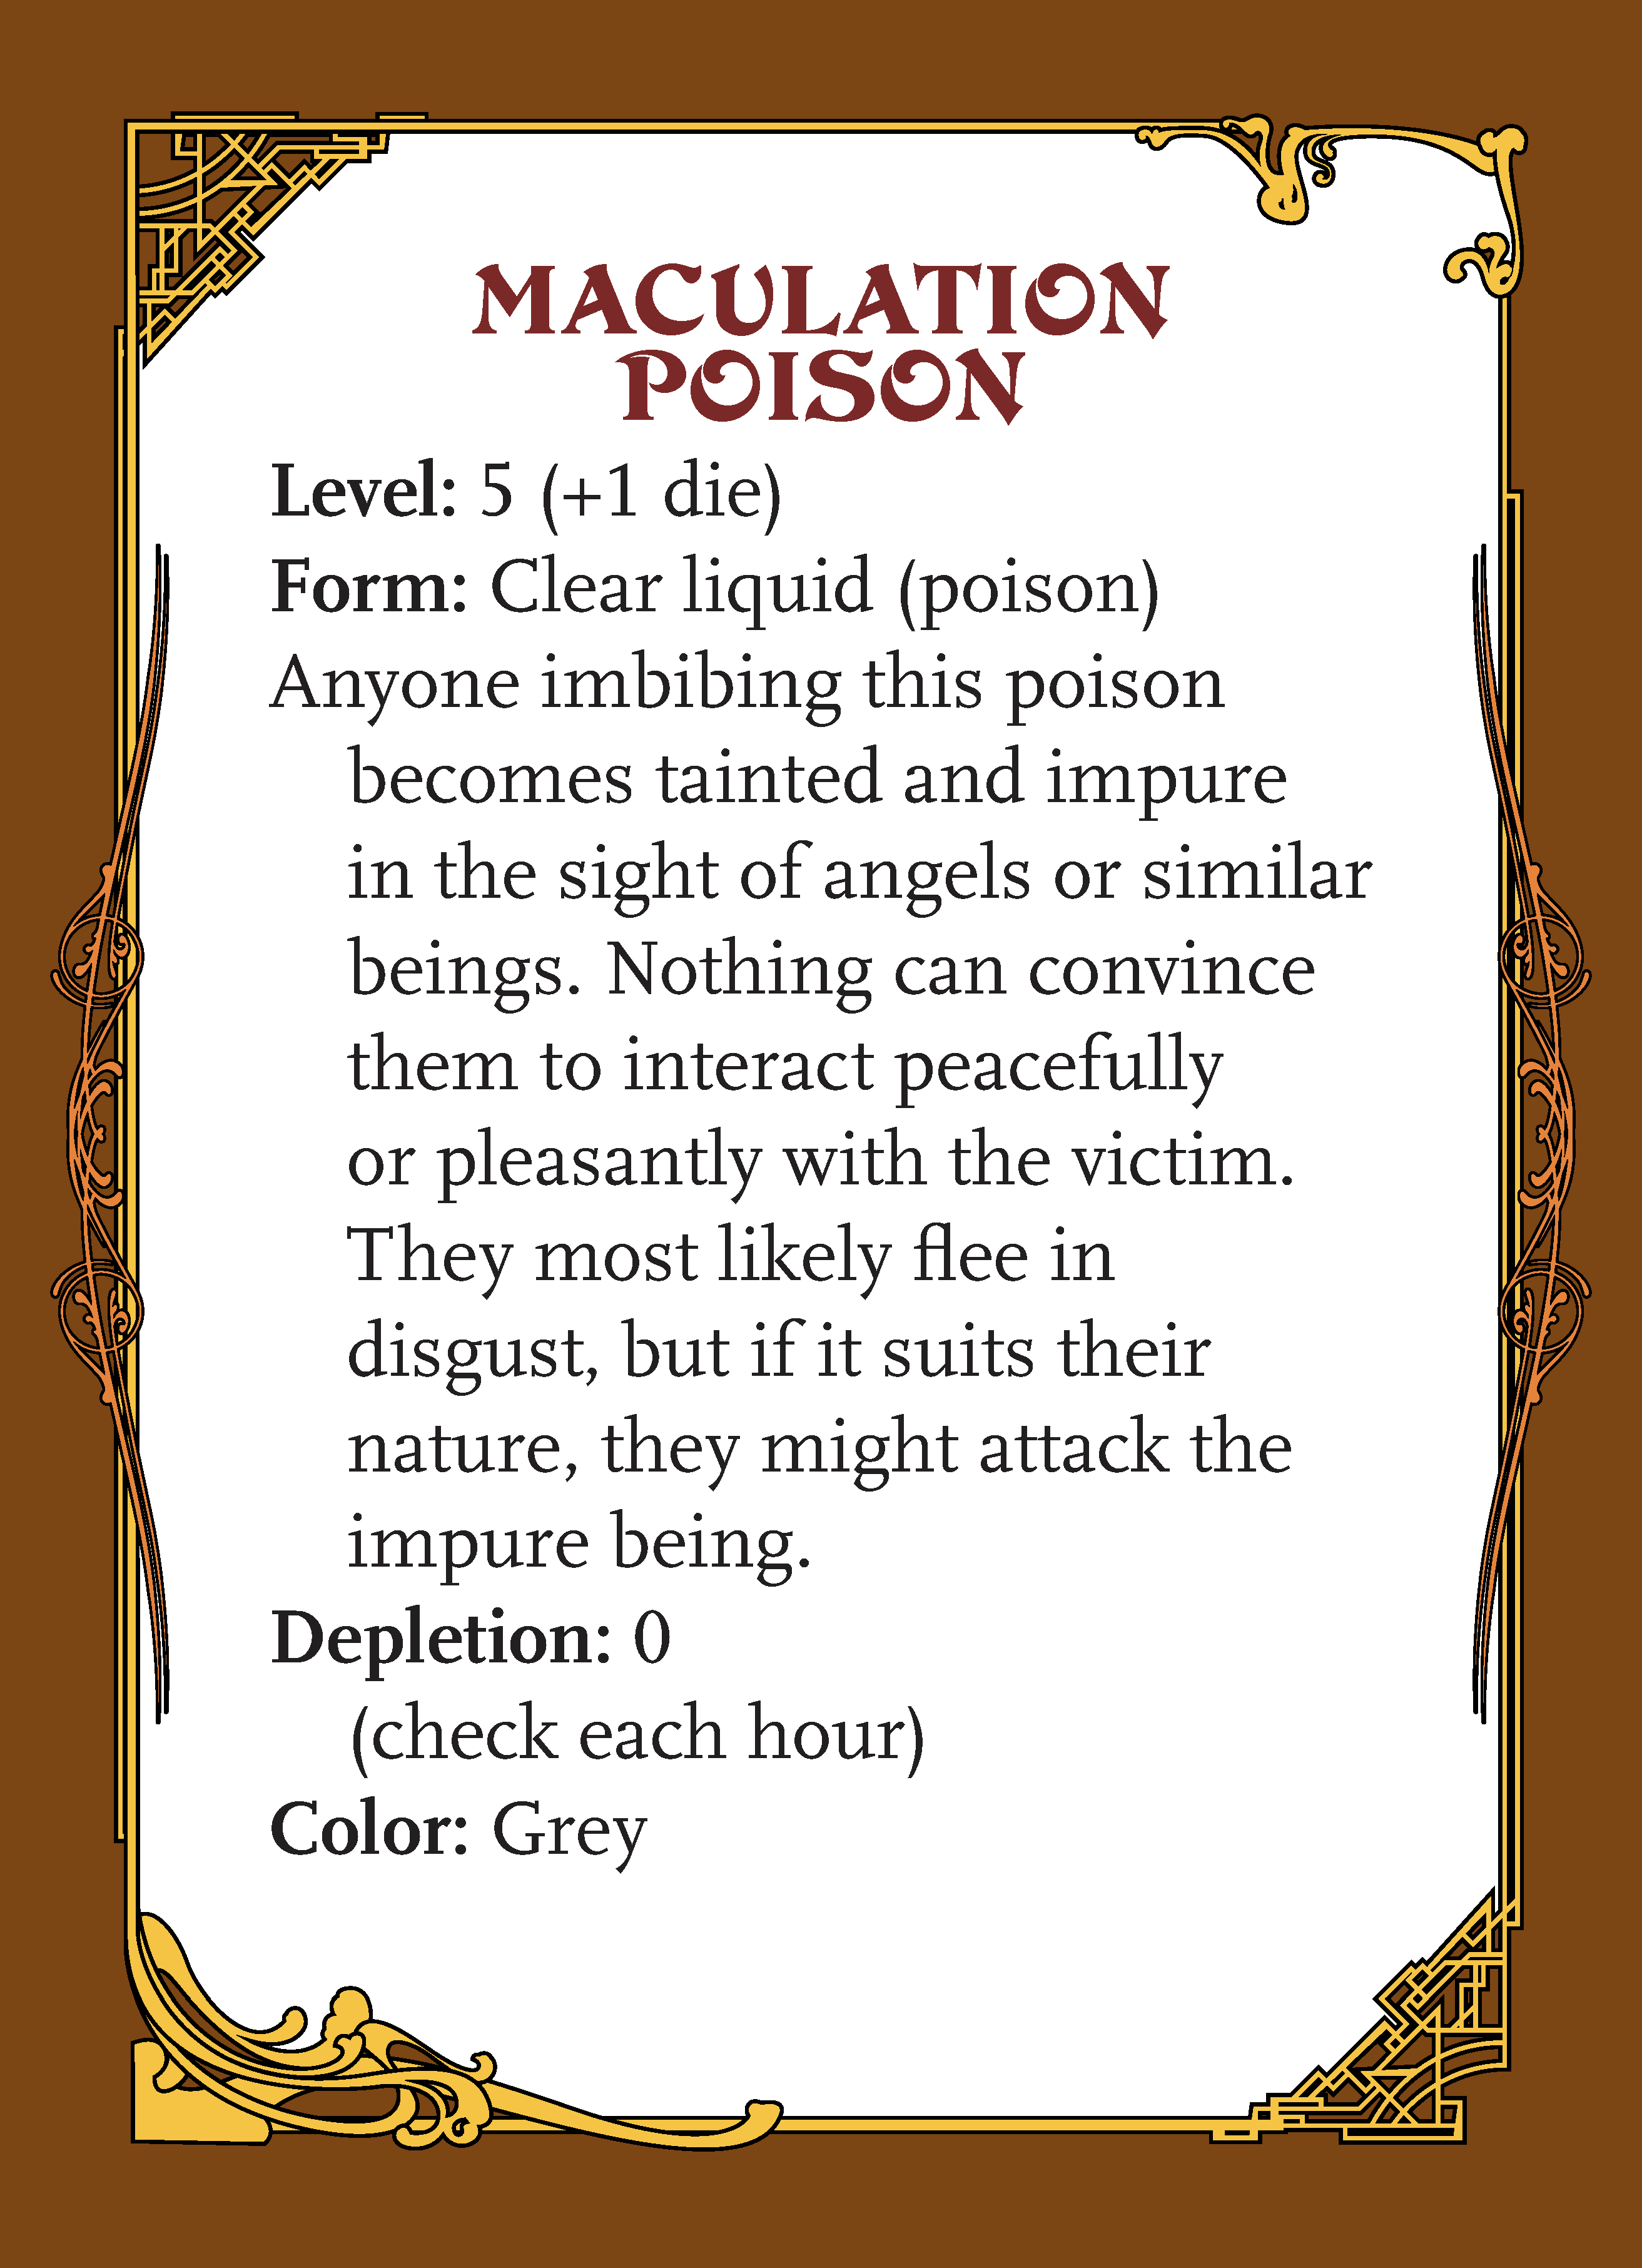 MACULATION
POISON
Level: 5 (+1 die)
Form: Clear liquid (poison)
Anyone imbibing this poison
becomes tainted and impure
in the sight of angels or similar
beings. Nothing can convince
them to interact peacefully
or pleasantly with the victim.
They most likely flee in
disgust, but if it suits their
nature, they might attack the
impure being.
Depletion: 0
(check each hour)
Color: Grey